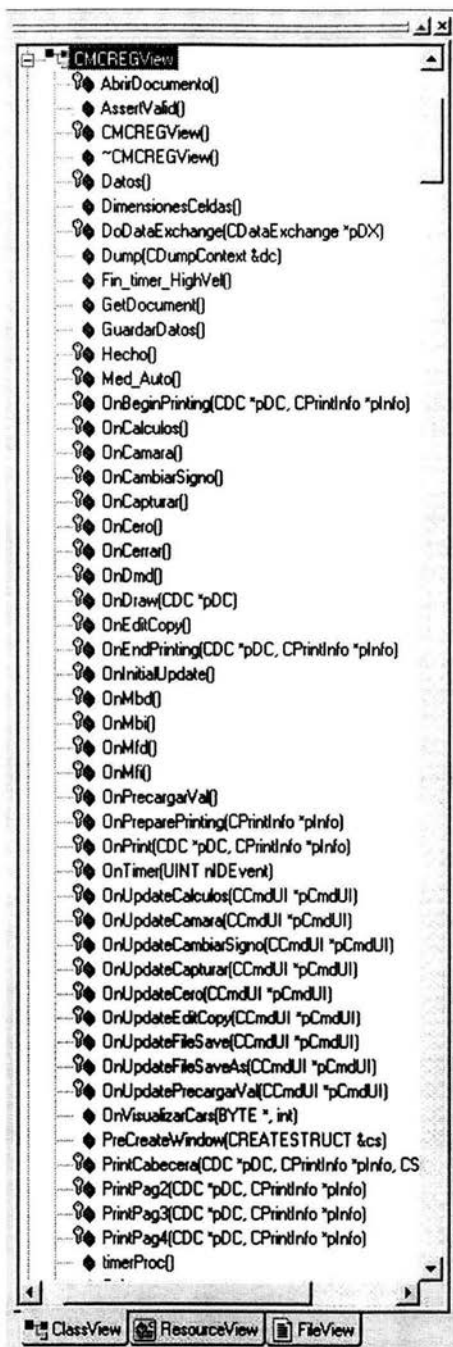 CMCREGView
AbrirDocumento()
AssertValid()
CMCREGView()
~CMCREGView()
Datos()
DimensionesCeldas()
DoDataExchange(CDataExchange *pDX)
Dump(CDumpContext &dc)
Fin_timer_HighVel()
GetDocument()
GuardarDatos()
Hecho()
Med_Auto()
OnBeginPrinting(CDC *pDC, CPrintInfo *pInfo)
OnCalculos()
OnCamara()
OnCambiarSigno()
OnCapturar()
OnCero()
OnCerrar()
OnDmd()
OnDraw(CDC *pDC)
OnEditCopy()
OnEndPrinting(CDC *pDC, CPrintInfo *pInfo)
OnInitialUpdate()
OnMbd()
OnMbi()
OnMfd()
OnMfi()
OnPrecargarVal()
OnPreparePrinting(CPrintInfo *pInfo)
OnPrint(CDC *pDC, CPrintInfo *pInfo)
OnTimer(UINT nIDEvent)
OnUpdateCalculos(CCmdUI *pCmdUI)
OnUpdateCamara(CCmdUI *pCmdUI)
OnUpdateCambiarSigno(CCmdUI *pCmdUI)
OnUpdateCapturar(CCmdUI *pCmdUI)
OnUpdateCero(CCmdUI *pCmdUI)
OnUpdateEditCopy(CCmdUI *pCmdUI)
OnUpdateFileSave(CCmdUI *pCmdUI)
OnUpdateFileSaveAs(CCmdUI *pCmdUI)
OnUpdatePrecargarVal(CCmdUI *pCmdUI)
OnVisualizarCars(BYTE *, int)
PreCreateWindow(CREATESTRUCT &cs)
PrintCabecera(CDC *pDC, CPrintInfo *pInfo, CS
PrintPag2(CDC *pDC, CPrintInfo *pInfo)
PrintPag3(CDC *pDC, CPrintInfo *pInfo)
PrintPag4(CDC *pDC, CPrintInfo *pInfo)
timerProc()
ClassView ResourceView FileView